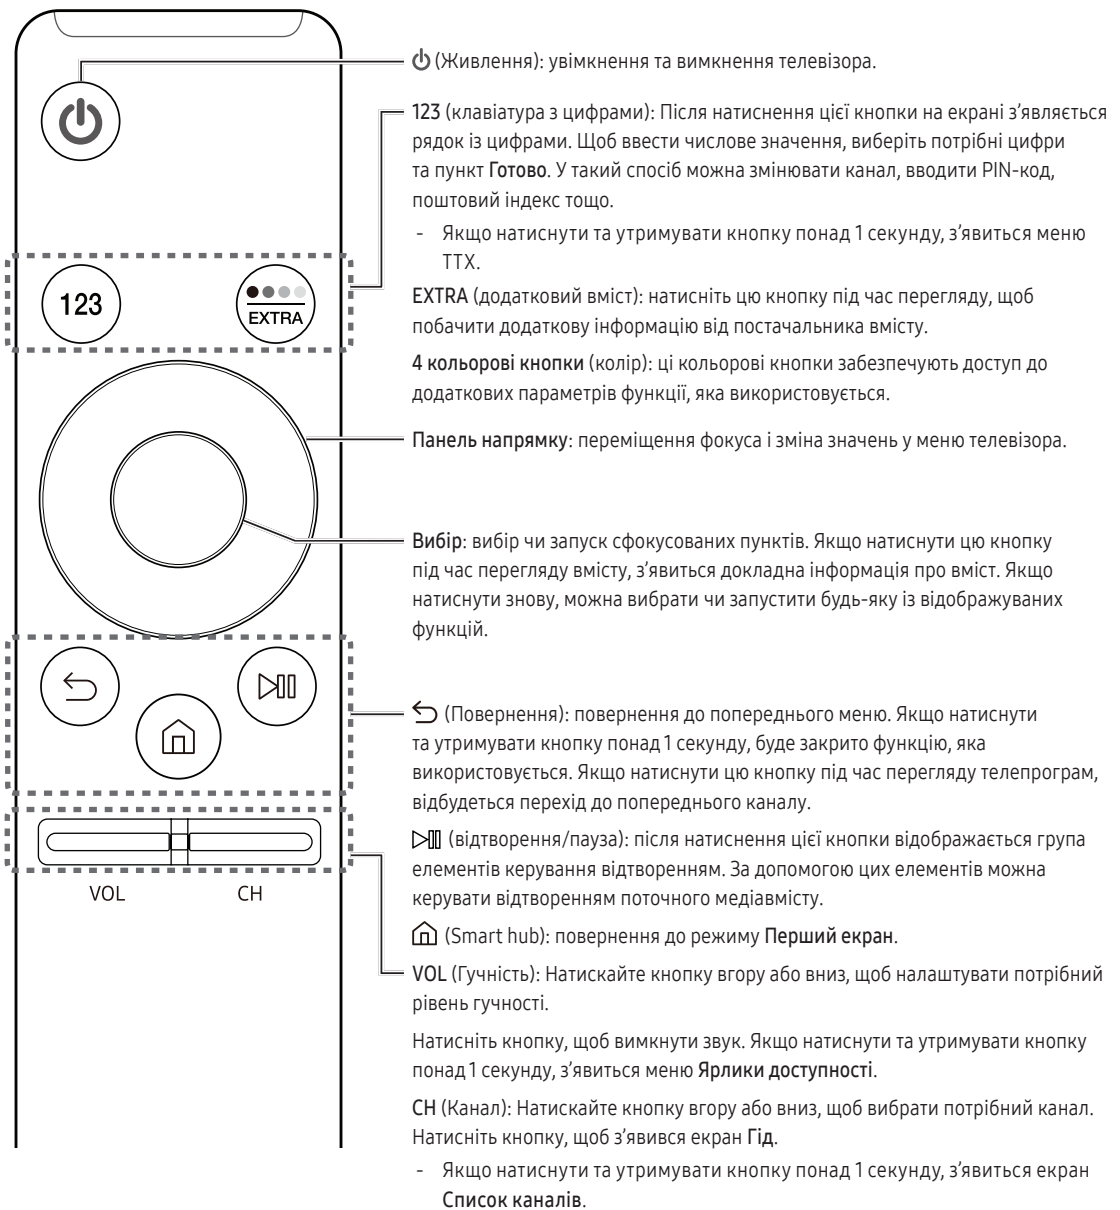 (Живлення): увімкнення та вимкнення телевізора.
123 (клавіатура з цифрами): Після натиснення цієї кнопки на екрані з’являється
рядок із цифрами. Щоб ввести числове значення, виберіть потрібні цифри
та пункт Готово. У такий спосіб можна змінювати канал, вводити PIN-код,
поштовий індекс тощо.
- Якщо натиснути та утримувати кнопку понад 1 секунду, з’явиться меню
TTX.
123
EXTRA
EXTRA (додатковий вміст): натисніть цю кнопку під час перегляду, щоб
побачити додаткову інформацію від постачальника вмісту.
4 кольорові кнопки (колір): ці кольорові кнопки забезпечують доступ до
додаткових параметрів функції, яка використовується.
Панель напрямку: переміщення фокуса і зміна значень у меню телевізора.
Вибір: вибір чи запуск сфокусованих пунктів. Якщо натиснути цю кнопку
під час перегляду вмісту, з’явиться докладна інформація про вміст. Якщо
натиснути знову, можна вибрати чи запустити будь-яку із відображуваних
функцій.
(Повернення): повернення до попереднього меню. Якщо натиснути
та утримувати кнопку понад 1 секунду, буде закрито функцію, яка
використовується. Якщо натиснути цю кнопку під час перегляду телепрограм,
відбудеться перехід до попереднього каналу.
(відтворення/пауза): після натиснення цієї кнопки відображається група
елементів керування відтворенням. За допомогою цих елементів можна
керувати відтворенням поточного медіавмісту.
VOL CH
(Smart hub): повернення до режиму Перший екран.
VOL (Гучність): Натискайте кнопку вгору або вниз, щоб налаштувати потрібний
рівень гучності.
Натисніть кнопку, щоб вимкнути звук. Якщо натиснути та утримувати кнопку
понад 1 секунду, з’явиться меню Ярлики доступності.
CH (Канал): Натискайте кнопку вгору або вниз, щоб вибрати потрібний канал.
Натисніть кнопку, щоб з’явився екран Гід.
- Якщо натиснути та утримувати кнопку понад 1 секунду, з’явиться екран
Список каналів.